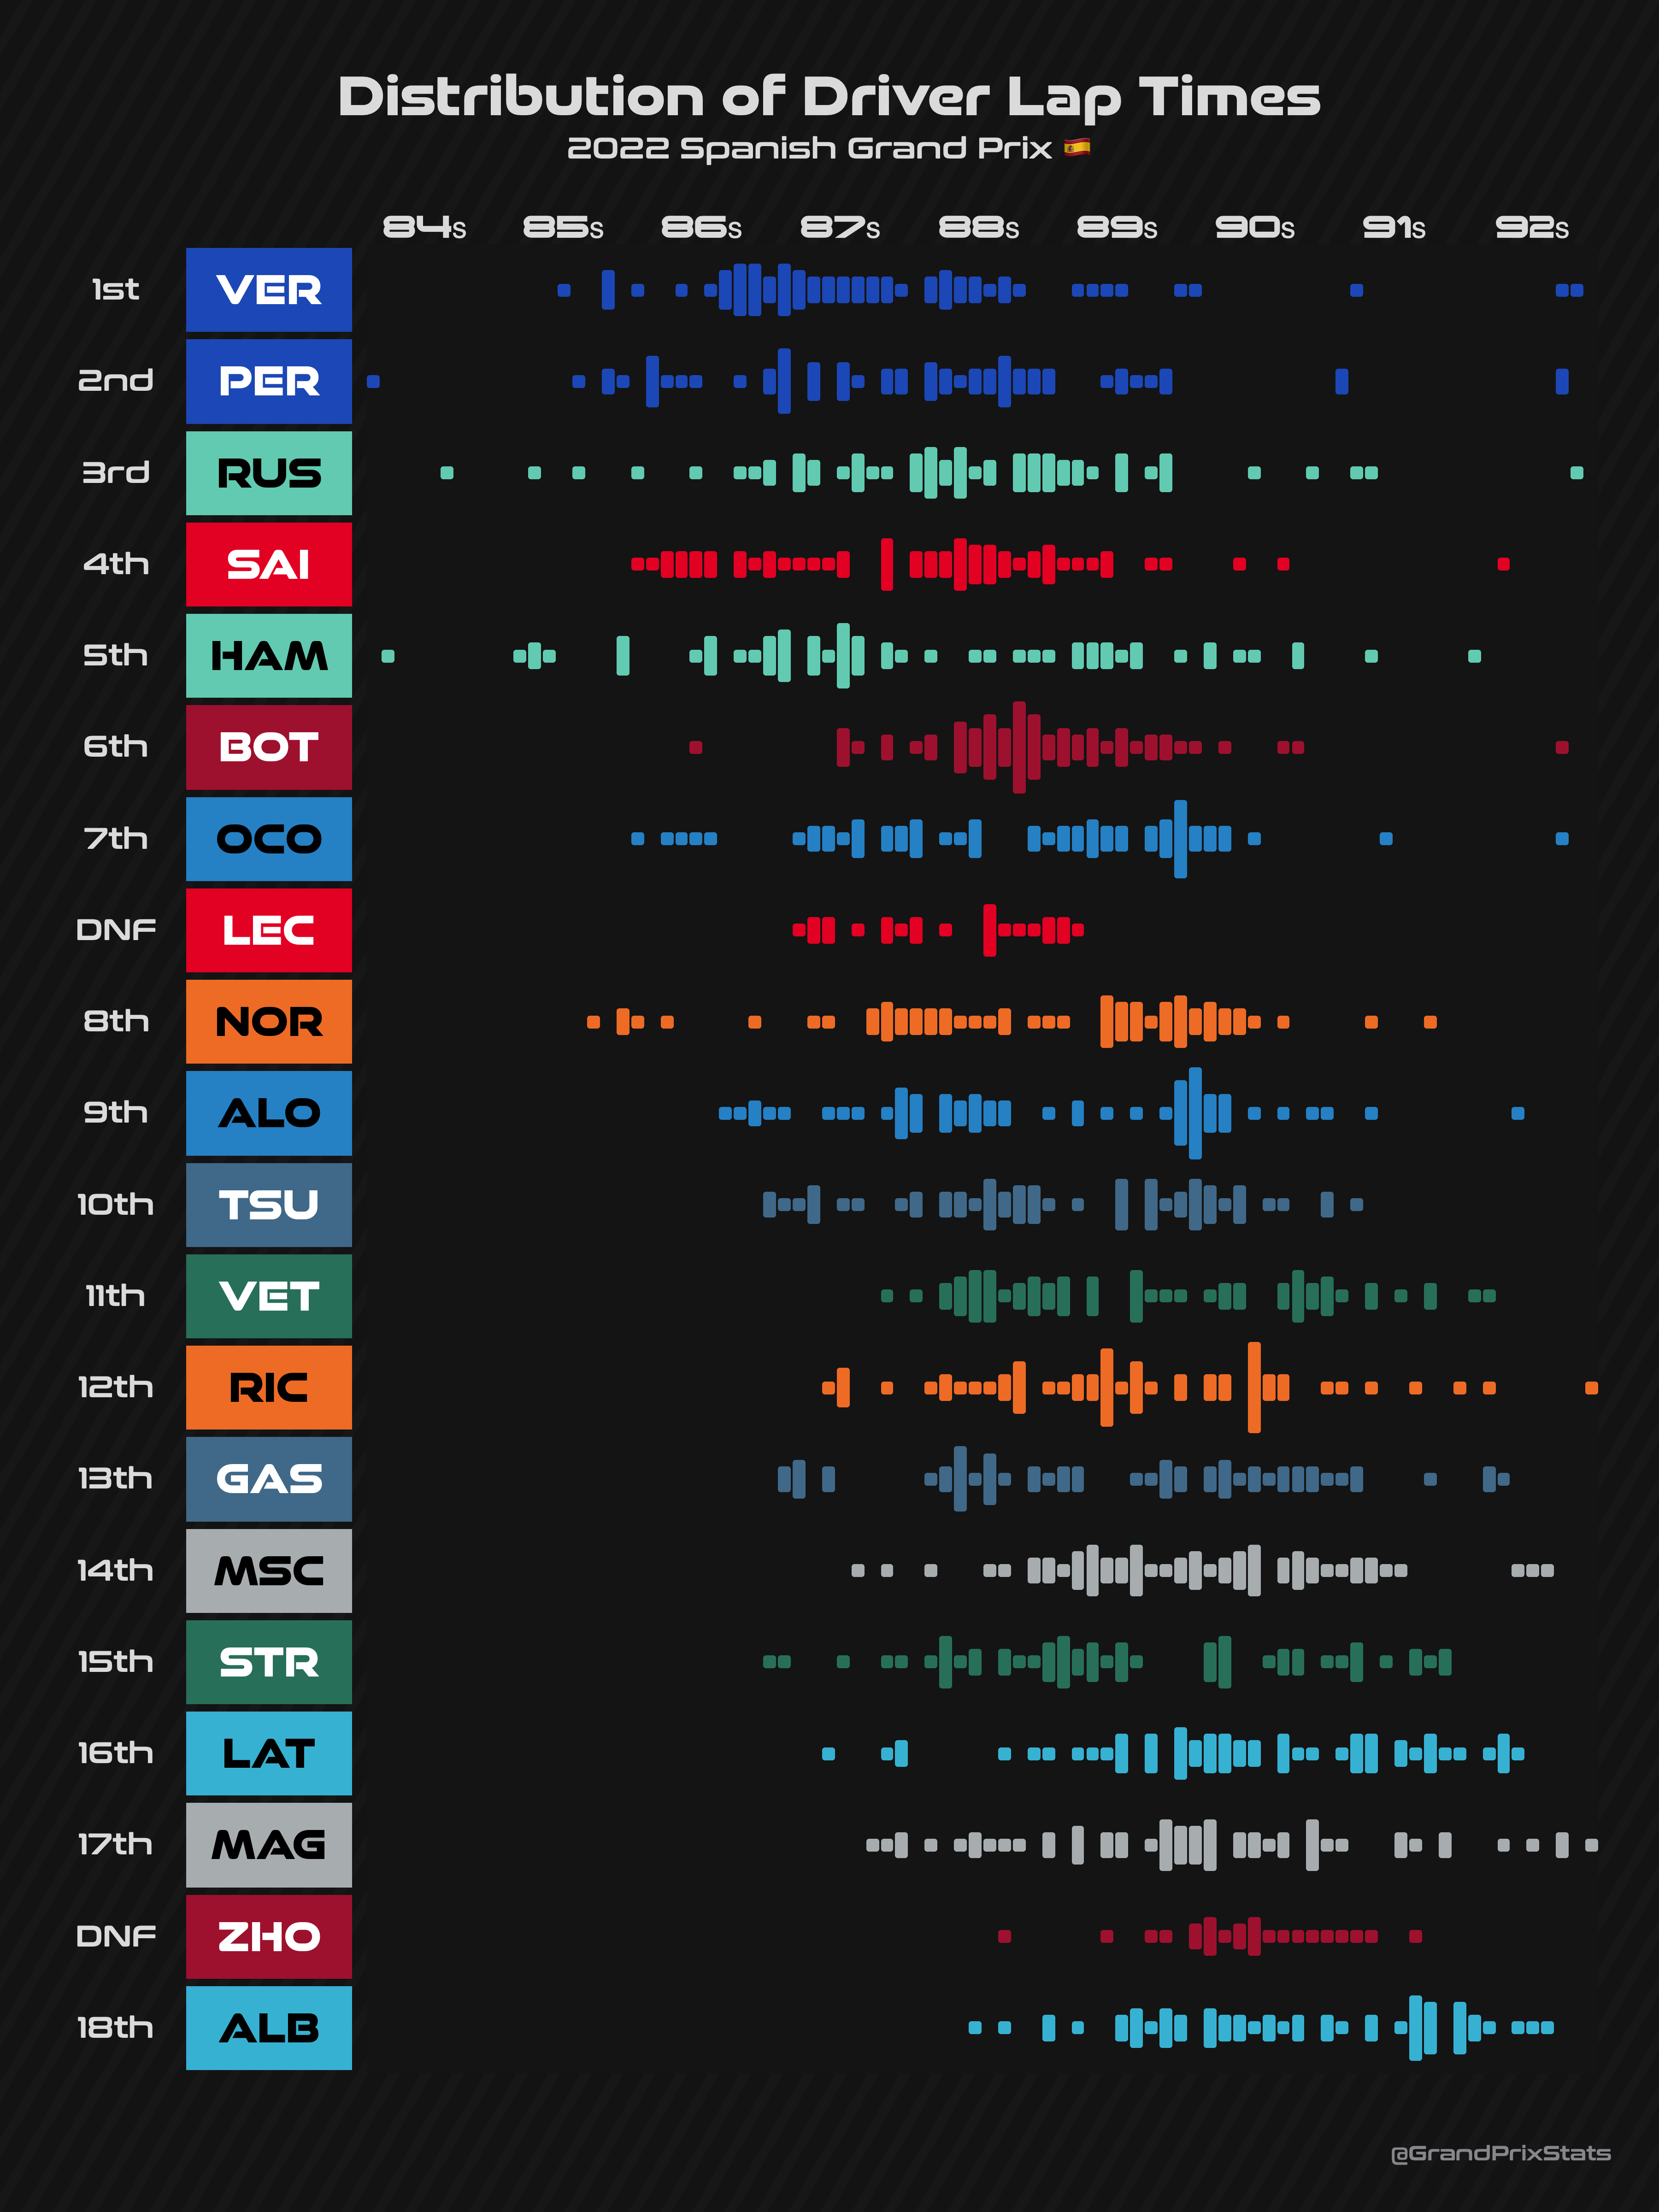 Distribution of Driver Lap Times
2022 Spanish Grand Prix 🇪🇸
84s 85s 86s 87s 88s 89s 90s 91s 92s
1st VER
2nd PER
3rd RUS
4th SAI
5th HAM
6th BOT
7th OCO
DNF LEC
8th NOR
9th ALO
10th TSU
11th VET
12th RIC
13th GAS
14th MSC
15th STR
16th LAT
17th MAG
DNF ZHO
18th ALB
@GrandPrixStats